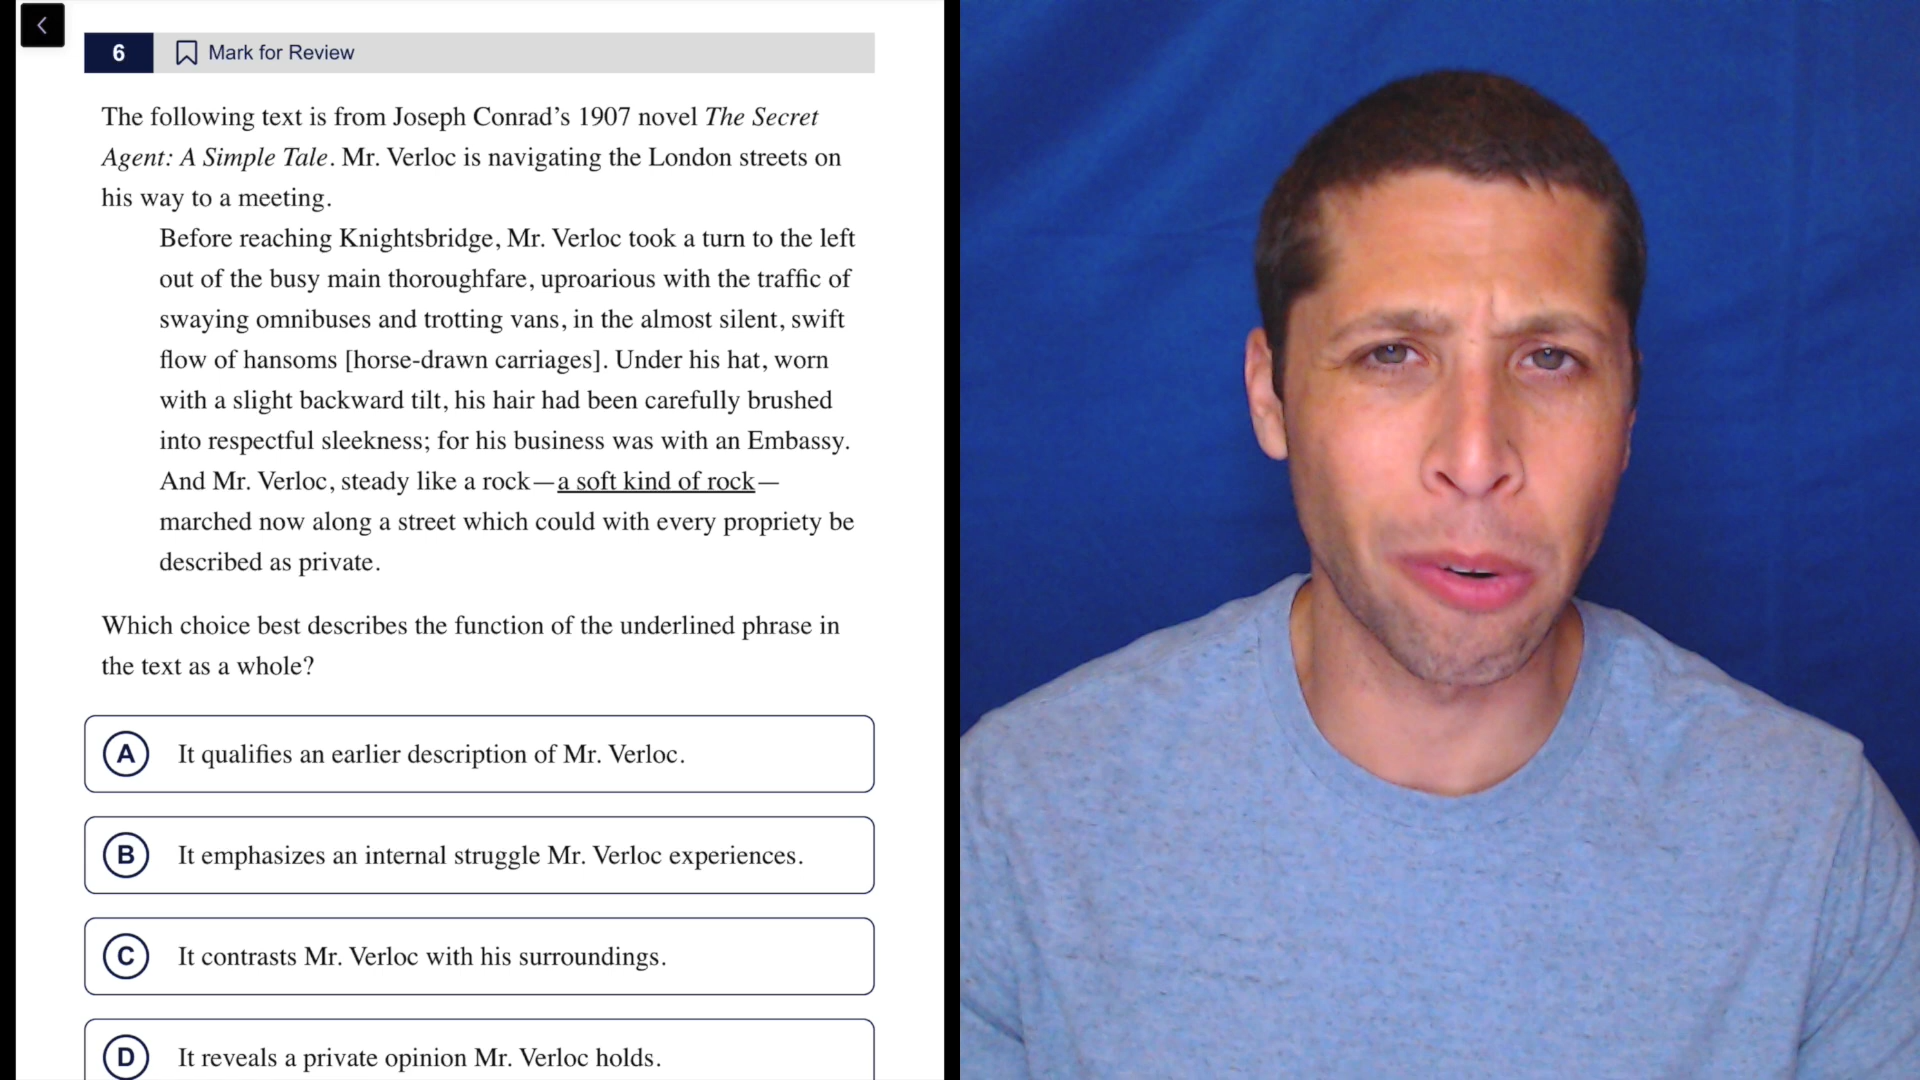 6 Mark for Review
The following text is from Joseph Conrad’s 1907 novel The Secret
Agent: A Simple Tale. Mr. Verloc is navigating the London streets on
his way to a meeting.
Before reaching Knightsbridge, Mr. Verloc took a turn to the left
out of the busy main thoroughfare, uproarious with the traffic of
swaying omnibuses and trotting vans, in the almost silent, swift
flow of hansoms [horse-drawn carriages]. Under his hat, worn
with a slight backward tilt, his hair had been carefully brushed
into respectful sleekness; for his business was with an Embassy.
And Mr. Verloc, steady like a rock—a soft kind of rock—
marched now along a street which could with every propriety be
described as private.
Which choice best describes the function of the underlined phrase in
the text as a whole?
A It qualifies an earlier description of Mr. Verloc.
B It emphasizes an internal struggle Mr. Verloc experiences.
C It contrasts Mr. Verloc with his surroundings.
D It reveals a private opinion Mr. Verloc holds.